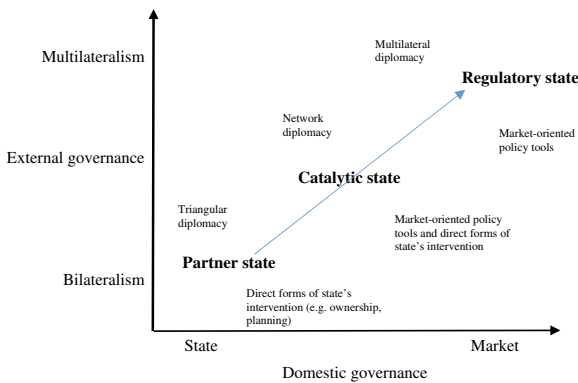 Multilateral
diplomacy
Multilateralism
Regulatory state
Network
diplomacy
Market-oriented
policy tools
External governance
Catalytic state
Triangular
diplomacy
Market-oriented policy
tools and direct forms of
state’s intervention
Partner state
Bilateralism
Direct forms of state’s
intervention (e.g. ownership,
planning)
State
Market
Domestic governance